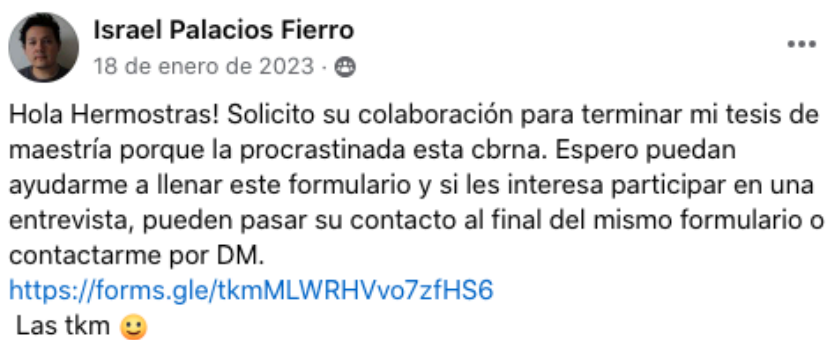 Israel Palacios Fierro
18 de enero de 2023 ·
Hola Hermostras! Solicito su colaboración para terminar mi tesis de
maestría porque la procrastinada esta cbrna. Espero puedan
ayudarme a llenar este formulario y si les interesa participar en una
entrevista, pueden pasar su contacto al final del mismo formulario o
contactarme por DM.
https://forms.gle/tkmMLWRHVvo7zfHS6
Las tkm 🙂